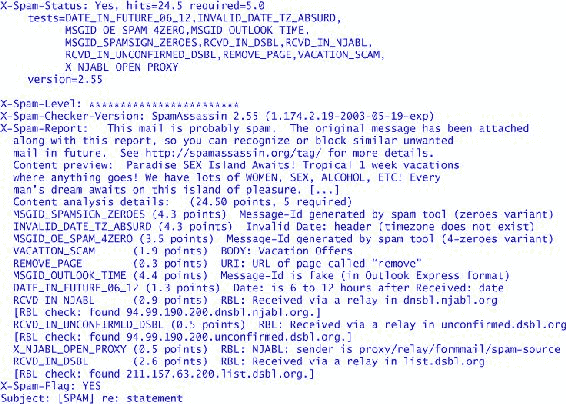 X-Spam-Status: Yes, hits=24.5 required=5.0
tests=DATE_IN_FUTURE_06_12,INVALID_DATE_TZ_ABSURD,
MSGID_OE_SPAM_4ZERO,MSGID_OUTLOOK_TIME,
MSGID_SPAMSIGN_ZEROES,RCVD_IN_DSBL,RCVD_IN_NJABL,
RCVD_IN_UNCONFIRMED_DSBL,REMOVE_PAGE,VACATION_SCAM,
X_NJABL_OPEN_PROXY
version=2.55
X-Spam-Level: ************************
X-Spam-Checker-Version: SpamAssassin 2.55 (1.174.2.19-2003-05-19-exp)
X-Spam-Report:   This mail is probably spam.  The original message has been attached
along with this report, so you can recognize or block similar unwanted
mail in future.  See http://spamassassin.org/tag/ for more details.
Content preview:  Paradise SEX Island Awaits! Tropical 1 week vacations
where anything goes! We have lots of WOMEN, SEX, ALCOHOL, ETC! Every
man's dream awaits on this island of pleasure. [...]
Content analysis details:   (24.50 points, 5 required)
MSGID_SPAMSIGN_ZEROES (4.3 points)  Message-Id generated by spam tool (zeroes variant)
INVALID_DATE_TZ_ABSURD (4.3 points)  Invalid Date: header (timezone does not exist)
MSGID_OE_SPAM_4ZERO (3.5 points)  Message-Id generated by spam tool (4-zeroes variant)
VACATION_SCAM      (1.9 points)  BODY: Vacation Offers
REMOVE_PAGE        (0.3 points)  URI: URL of page called "remove"
MSGID_OUTLOOK_TIME (4.4 points)  Message-Id is fake (in Outlook Express format)
DATE_IN_FUTURE_06_12 (1.3 points)  Date: is 6 to 12 hours after Received: date
RCVD_IN_NJABL      (0.9 points)  RBL: Received via a relay in dnsbl.njabl.org
[RBL check: found 94.99.190.200.dnsbl.njabl.org.]
RCVD_IN_UNCONFIRMED_DSBL (0.5 points)  RBL: Received via a relay in unconfirmed.dsbl.org
[RBL check: found 94.99.190.200.unconfirmed.dsbl.org.]
X_NJABL_OPEN_PROXY (0.5 points)  RBL: NJABL: sender is proxy/relay/formmail/spam-source
RCVD_IN_DSBL       (2.6 points)  RBL: Received via a relay in list.dsbl.org
[RBL check: found 211.157.63.200.list.dsbl.org.]
X-Spam-Flag: YES
Subject: [SPAM] re: statement